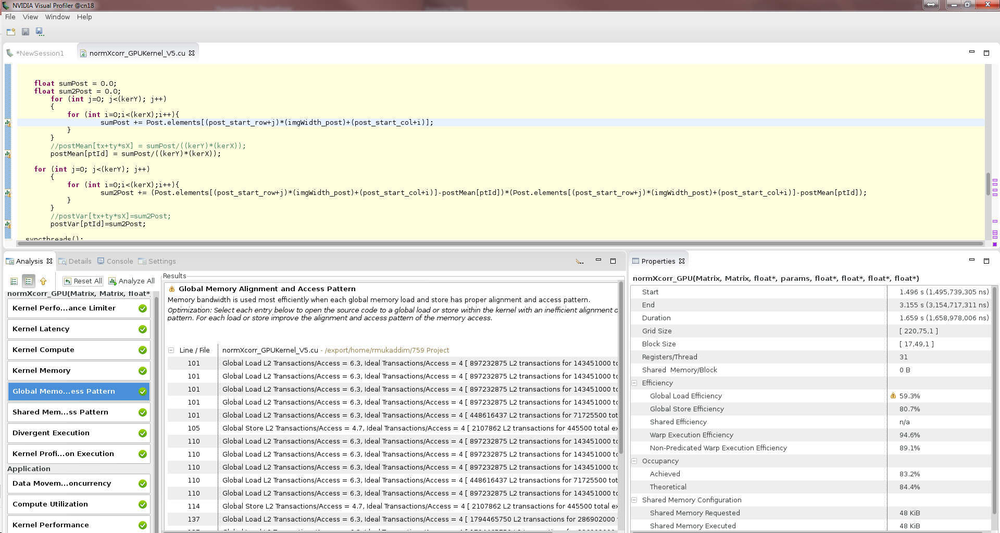 NVIDIA Visual Profiler @cn18
File View Window Help
*NewSession1
normXcorr_GPUKernel_V5.cu
float sumPost = 0.0;
float sum2Post = 0.0;
for (int j=0; j<(kerY); j++)
{
for (int i=0;i<(kerX);i++){
sumPost += Post.elements[(post_start_row+j)*(imgWidth_post)+(post_start_col+i)];
}
}
//postMean[tx+ty*sX] = sumPost/((kerY)*(kerX));
postMean[ptId] = sumPost/((kerY)*(kerX));
for (int j=0; j<(kerY); j++)
{
for (int i=0;i<(kerX);i++){
sum2Post += (Post.elements[(post_start_row+j)*(imgWidth_post)+(post_start_col+i)]-postMean[ptId])*(Post.elements[(post_start_row+j)*(imgWidth_post)+(post_start_col+i)]-postMean[ptId]);
}
}
//postVar[tx+ty*sX]=sum2Post;
postVar[ptId]=sum2Post;
syncthreads();
Analysis
Details
Console
Settings
Reset All
Analyze All
normXcorr_GPU(Matrix, Matrix, float*
Kernel Perfo...ance Limiter
Kernel Latency
Kernel Compute
Kernel Memory
Global Memo...ess Pattern
Shared Mem...ss Pattern
Divergent Execution
Kernel Profi...on Execution
Application
Data Movem...oncurrency
Compute Utilization
Kernel Performance
Results
Global Memory Alignment and Access Pattern
Memory bandwidth is used most efficiently when each global memory load and store has proper alignment and access pattern.
Optimization: Select each entry below to open the source code to a global load or store within the kernel with an inefficient alignment o
pattern. For each load or store improve the alignment and access pattern of the memory access.
Line / File normXcorr_GPUKernel_V5.cu - /export/home/rmukaddim/759 Project
101 Global Load L2 Transactions/Access = 6.3, Ideal Transactions/Access = 4 [ 897232875 L2 transactions for 143451000 to
101 Global Load L2 Transactions/Access = 6.3, Ideal Transactions/Access = 4 [ 897232875 L2 transactions for 143451000 to
101 Global Load L2 Transactions/Access = 6.3, Ideal Transactions/Access = 4 [ 897232875 L2 transactions for 143451000 to
101 Global Load L2 Transactions/Access = 6.3, Ideal Transactions/Access = 4 [ 897232875 L2 transactions for 143451000 to
101 Global Load L2 Transactions/Access = 6.3, Ideal Transactions/Access = 4 [ 448616437 L2 transactions for 71725500 tot
105 Global Store L2 Transactions/Access = 4.7, Ideal Transactions/Access = 4 [ 2107862 L2 transactions for 445500 total ex
110 Global Load L2 Transactions/Access = 6.3, Ideal Transactions/Access = 4 [ 897232875 L2 transactions for 143451000 to
110 Global Load L2 Transactions/Access = 6.3, Ideal Transactions/Access = 4 [ 897232875 L2 transactions for 143451000 to
110 Global Load L2 Transactions/Access = 6.3, Ideal Transactions/Access = 4 [ 897232875 L2 transactions for 143451000 to
110 Global Load L2 Transactions/Access = 6.3, Ideal Transactions/Access = 4 [ 448616437 L2 transactions for 71725500 tot
110 Global Load L2 Transactions/Access = 6.3, Ideal Transactions/Access = 4 [ 897232875 L2 transactions for 143451000 to
114 Global Store L2 Transactions/Access = 4.7, Ideal Transactions/Access = 4 [ 2107862 L2 transactions for 445500 total ex
137 Global Load L2 Transactions/Access = 6.3, Ideal Transactions/Access = 4 [ 1794465750 L2 transactions for 286902000
Properties
normXcorr_GPU(Matrix, Matrix, float*, params, float*, float*, float*, float*)
Start 1.496 s (1,495,739,305 ns)
End 3.155 s (3,154,717,311 ns)
Duration 1.659 s (1,658,978,006 ns)
Grid Size [ 220,75,1 ]
Block Size [ 17,49,1 ]
Registers/Thread 31
Shared Memory/Block 0 B
Efficiency
Global Load Efficiency 59.3%
Global Store Efficiency 80.7%
Shared Efficiency n/a
Warp Execution Efficiency 94.6%
Non-Predicated Warp Execution Efficiency 89.1%
Occupancy
Achieved 83.2%
Theoretical 84.4%
Shared Memory Configuration
Shared Memory Requested 48 KiB
Shared Memory Executed 48 KiB